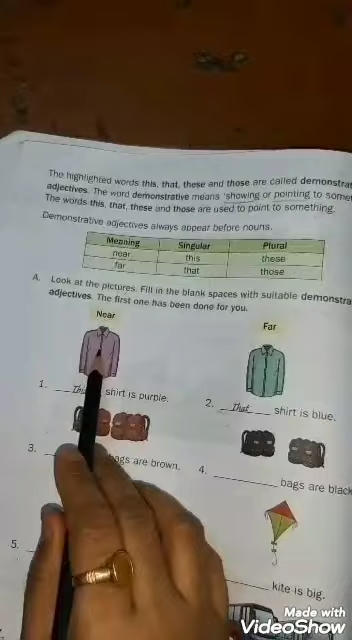 The highlighted words this, that, these and those are called
adjectives. The word demonstrative means 'showing or pointing to
The words this, that, these and those are used to point to something.
Demonstrative adjectives always appear before nouns.
Meaning Singular Plural
near this these
far that those
A. Look at the pictures. Fill in the blank spaces with suitable
adjectives. The first one has been done for you.
Near
Far
1. This shirt is purple.
2. That shirt is blue.
3. bags are brown.
4. bags are
5.
kite is big.
Made with
VideoShow